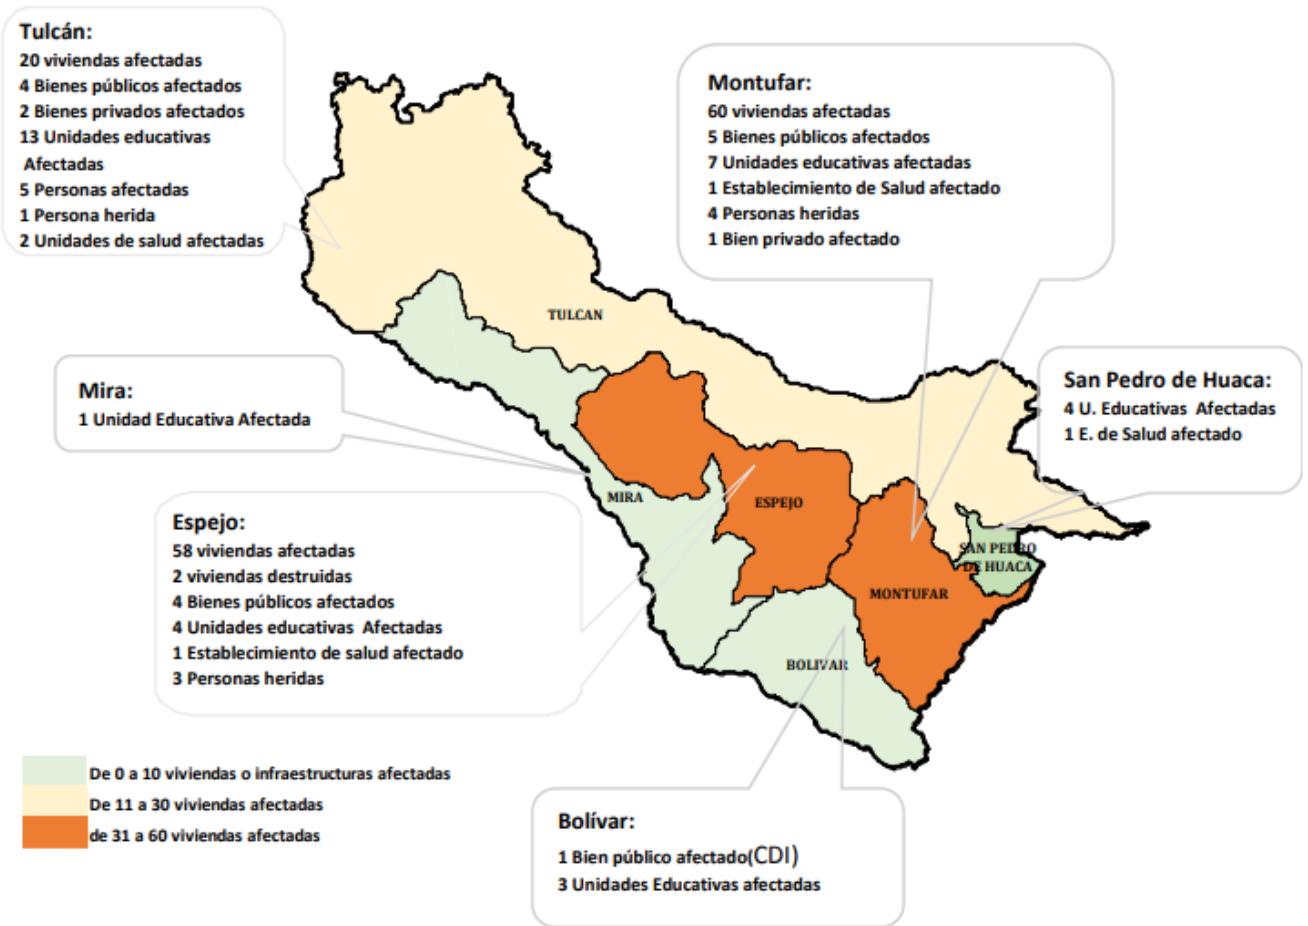 Tulcán:
20 viviendas afectadas
4 Bienes públicos afectados
2 Bienes privados afectados
13 Unidades educativas
Afectadas
5 Personas afectadas
1 Persona herida
2 Unidades de salud afectadas
Montufar:
60 viviendas afectadas
5 Bienes públicos afectados
7 Unidades educativas afectadas
1 Establecimiento de Salud afectado
4 Personas heridas
1 Bien privado afectado
TULCAN
Mira:
1 Unidad Educativa Afectada
San Pedro de Huaca:
4 U. Educativas Afectadas
1 E. de Salud afectado
MIRA
ESPEJO
SAN PEDRO
DE HUACA
MONTUFAR
BOLIVAR
Espejo:
58 viviendas afectadas
2 viviendas destruidas
4 Bienes públicos afectados
4 Unidades educativas Afectadas
1 Establecimiento de salud afectado
3 Personas heridas
De 0 a 10 viviendas o infraestructuras afectadas
De 11 a 30 viviendas afectadas
de 31 a 60 viviendas afectadas
Bolívar:
1 Bien público afectado(CDI)
3 Unidades Educativas afectadas